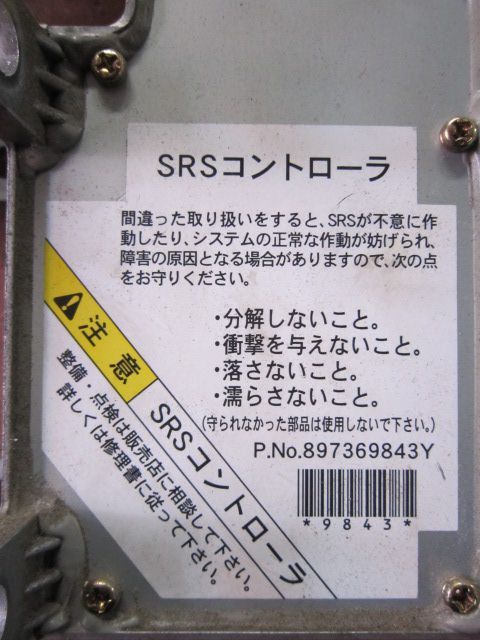 SRSコントローラ
間違った取り扱いをすると、SRSが不意に作
動したり、システムの正常な作動が妨げられ、
障害の原因となる場合がありますので、次の点
をお守りください。
・分解しないこと。
・衝撃を与えないこと。
・落さないこと。
・濡らさないこと。
(守られなかった部品は使用しないで下さい。)
P.No.897369843Y
*9843*
注意
SRSコントローラ
整備・点検は販売店に相談して下さい。
詳しくは修理書に従って下さい。